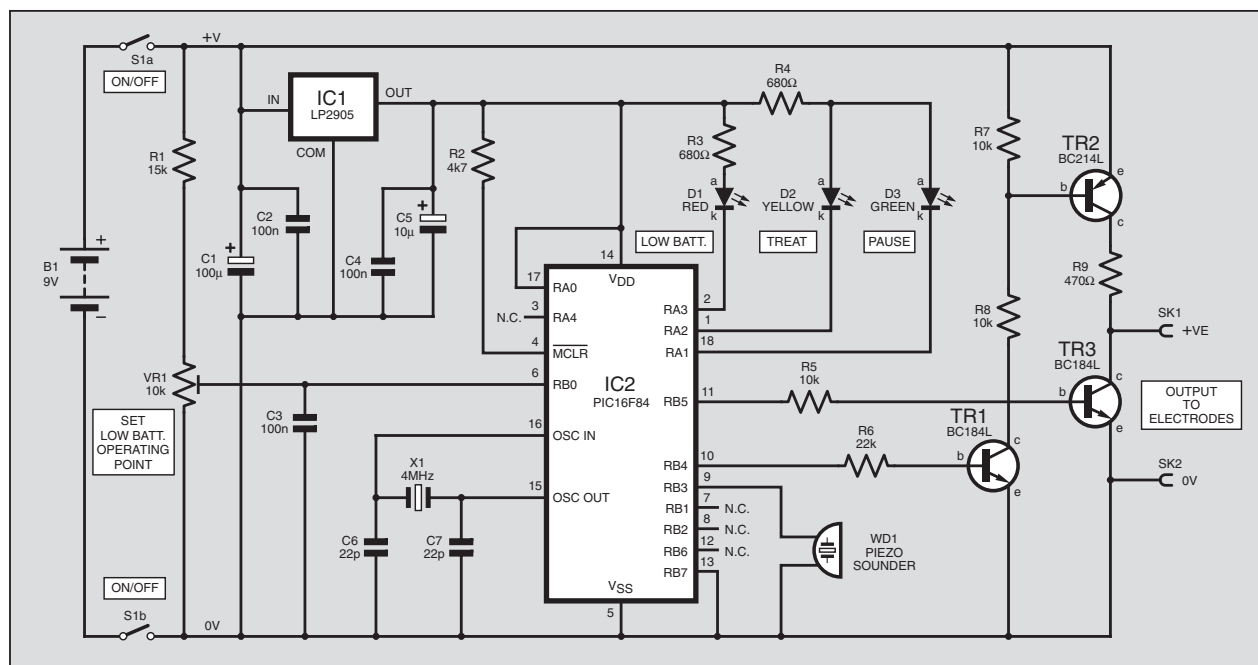 +V
S1a
ON/OFF
IN
IC1
LP2905
OUT
COM
R1
15k
C2
100n
+
C1
100μ
R2
4k7
+
C5
10μ
C4
100n
R4
680Ω
R3
680Ω
a
D1
RED
k
a
D2
YELLOW
k
a
D3
GREEN
k
LOW BATT.
TREAT
PAUSE
R7
10k
TR2
BC214L
b
e
c
R8
10k
R9
470Ω
SK1
+VE
+
B1
9V
−
14
VDD
17
RA0
3
N.C.
RA4
4
MCLR
6
RB0
16
OSC IN
15
OSC OUT
IC2
PIC16F84
2
RA3
1
RA2
18
RA1
11
RB5
10
RB4
9
RB3
7
RB1
N.C.
8
RB2
N.C.
12
RB6
N.C.
13
RB7
VSS
5
VR1
10k
SET
LOW BATT.
OPERATING
POINT
C3
100n
X1
4MHz
C6
22p
C7
22p
R5
10k
R6
22k
TR1
BC184L
b
c
e
TR3
BC184L
b
c
e
OUTPUT
TO
ELECTRODES
SK2
0V
WD1
PIEZO
SOUNDER
ON/OFF
S1b
0V